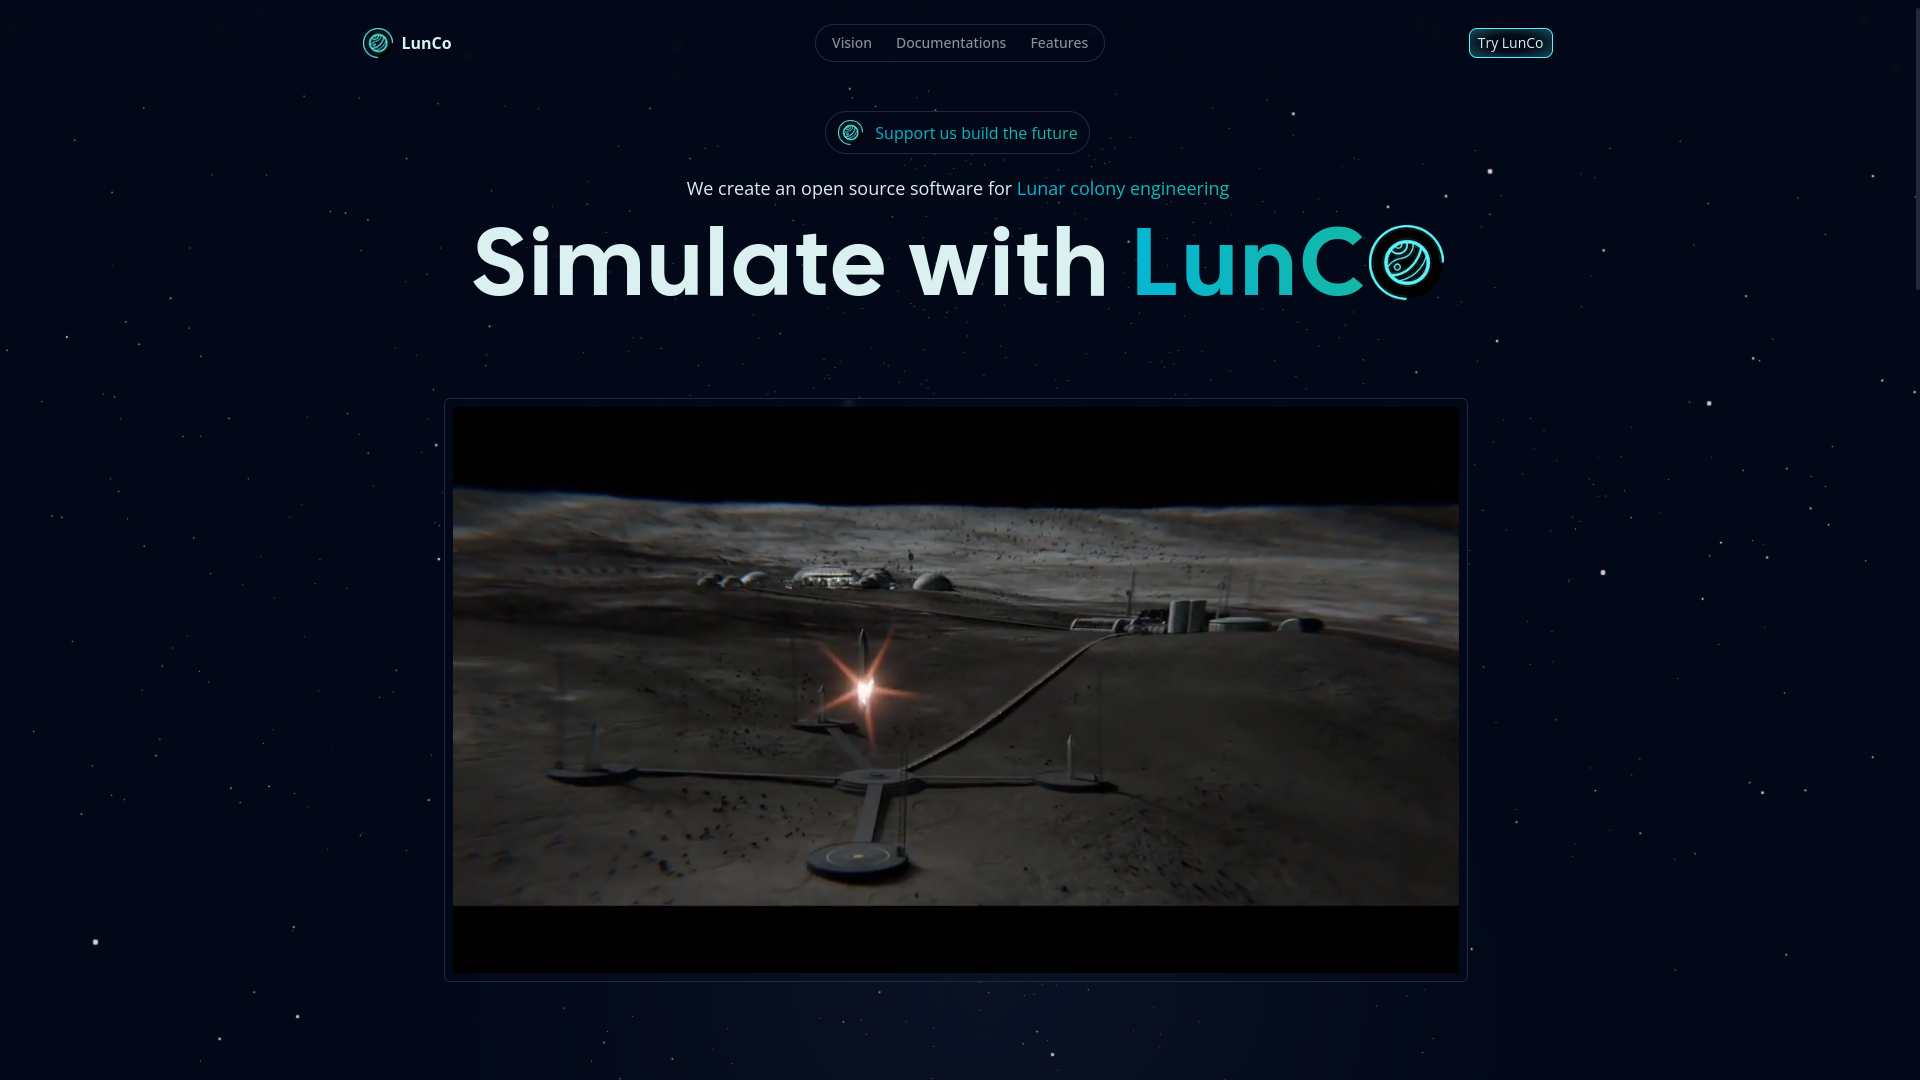 LunCo
Vision Documentations Features
Try LunCo
Support us build the future
We create an open source software for Lunar colony engineering
Simulate with LunCO